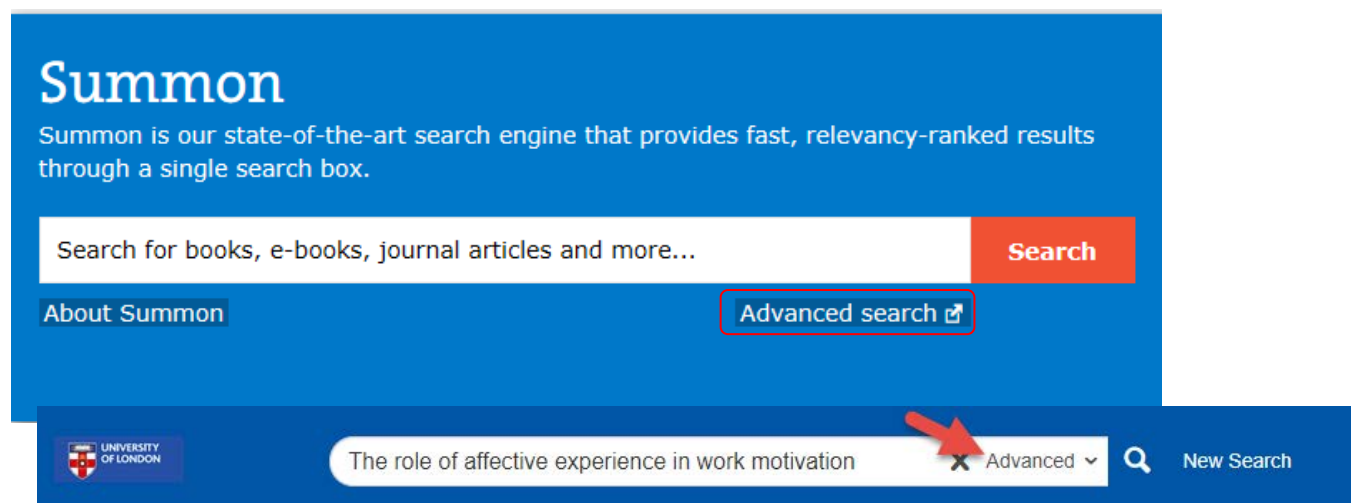 Summon
Summon is our state-of-the-art search engine that provides fast, relevancy-ranked results
through a single search box.
Search for books, e-books, journal articles and more...
Search
About Summon
Advanced search
UNIVERSITY
OF LONDON
The role of affective experience in work motivation
Advanced
New Search